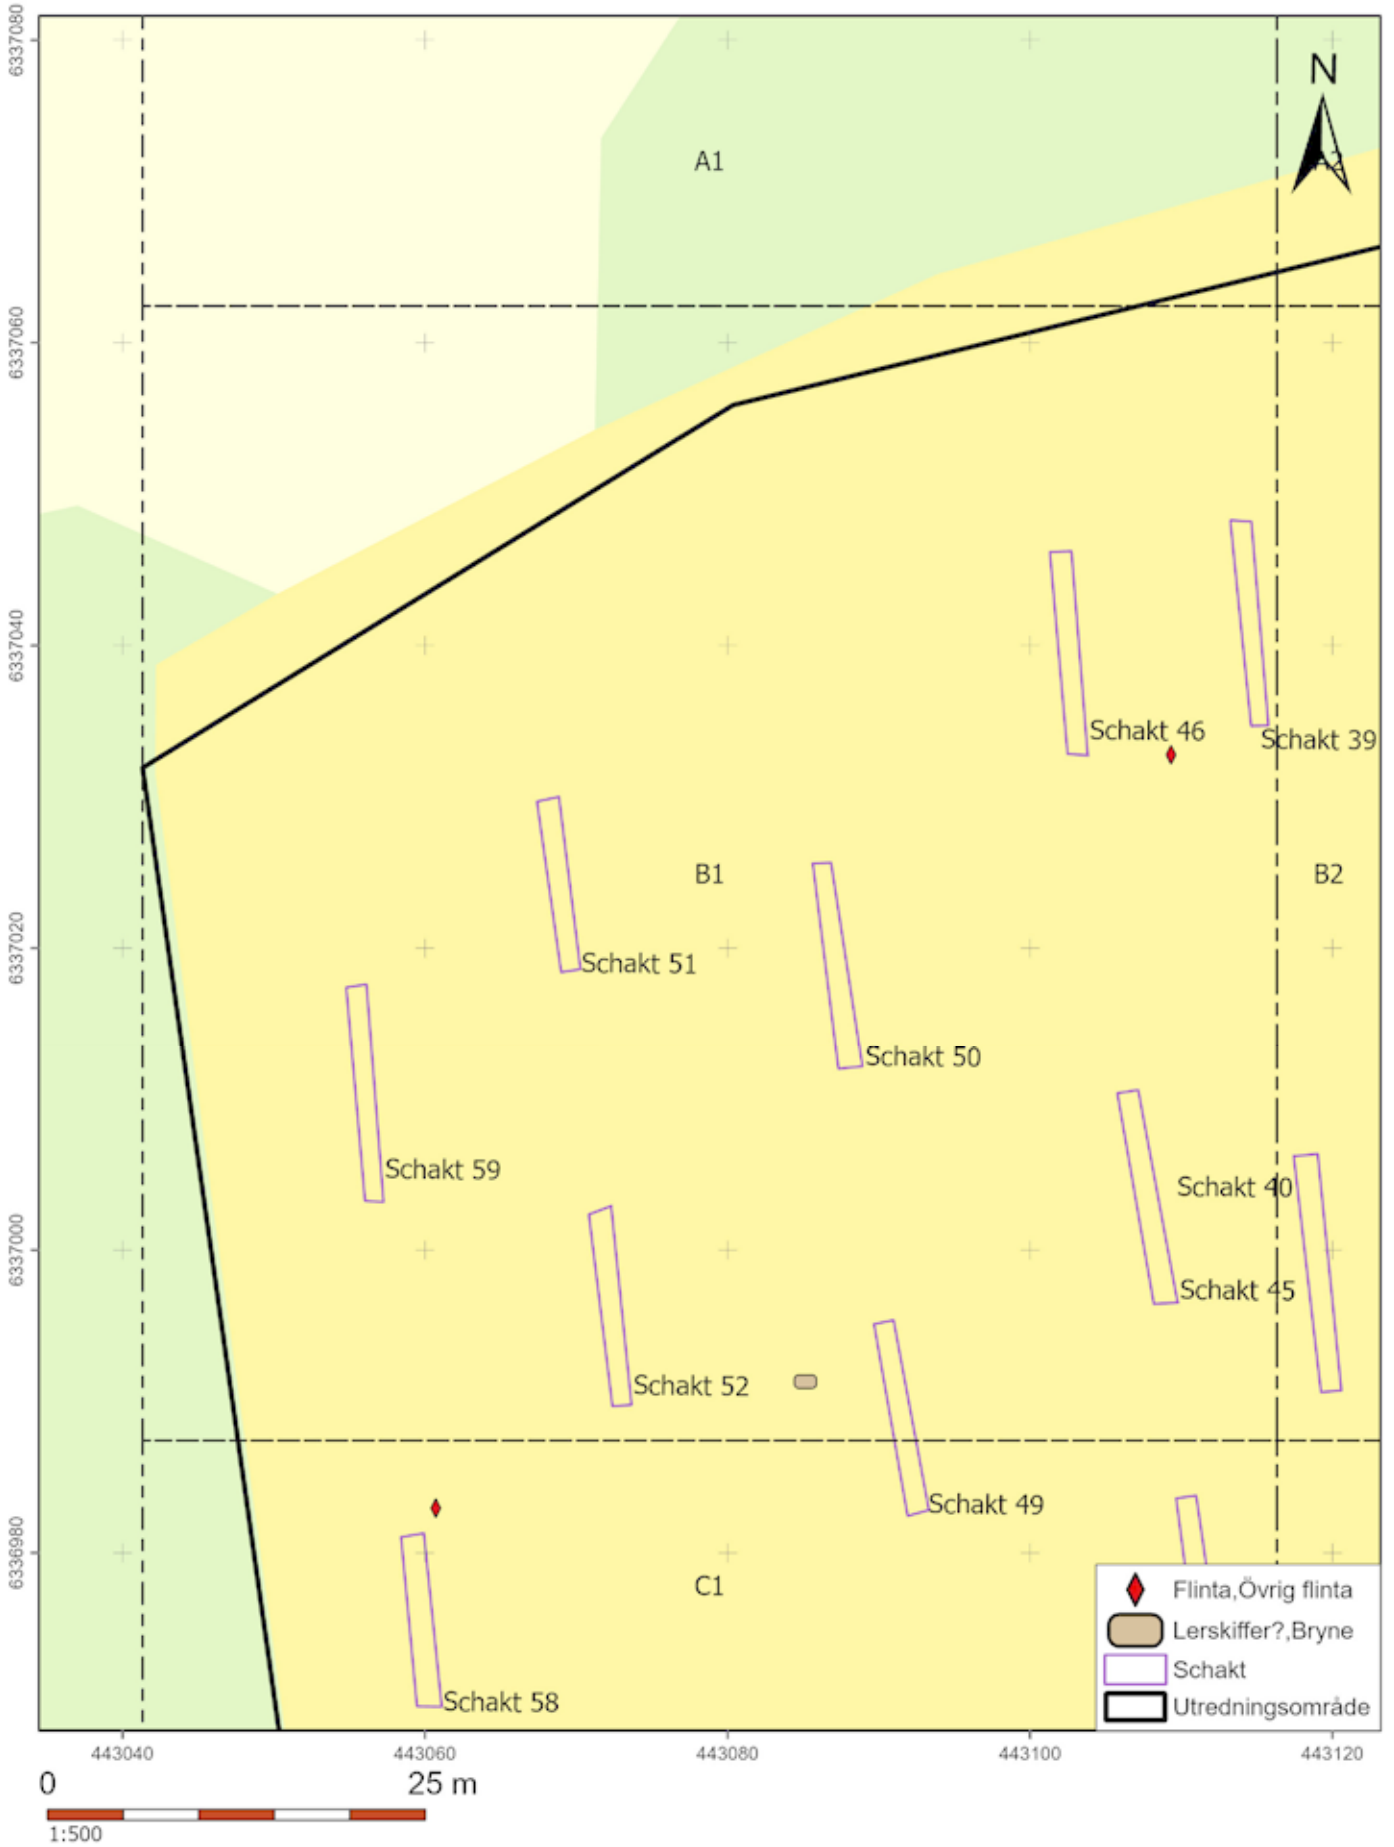 6337080
N
A1
A2
6337060
6337040
Schakt 46
Schakt 39
B1
B2
6337020
Schakt 51
Schakt 50
Schakt 59
Schakt 40
6337000
Schakt 45
Schakt 52
Schakt 49
6336980
C1
Flinta,Övrig flinta
Lerskiffer?,Bryne
Schakt
Utredningsområde
Schakt 58
443040
443060
443080
443100
443120
0
25 m
1:500